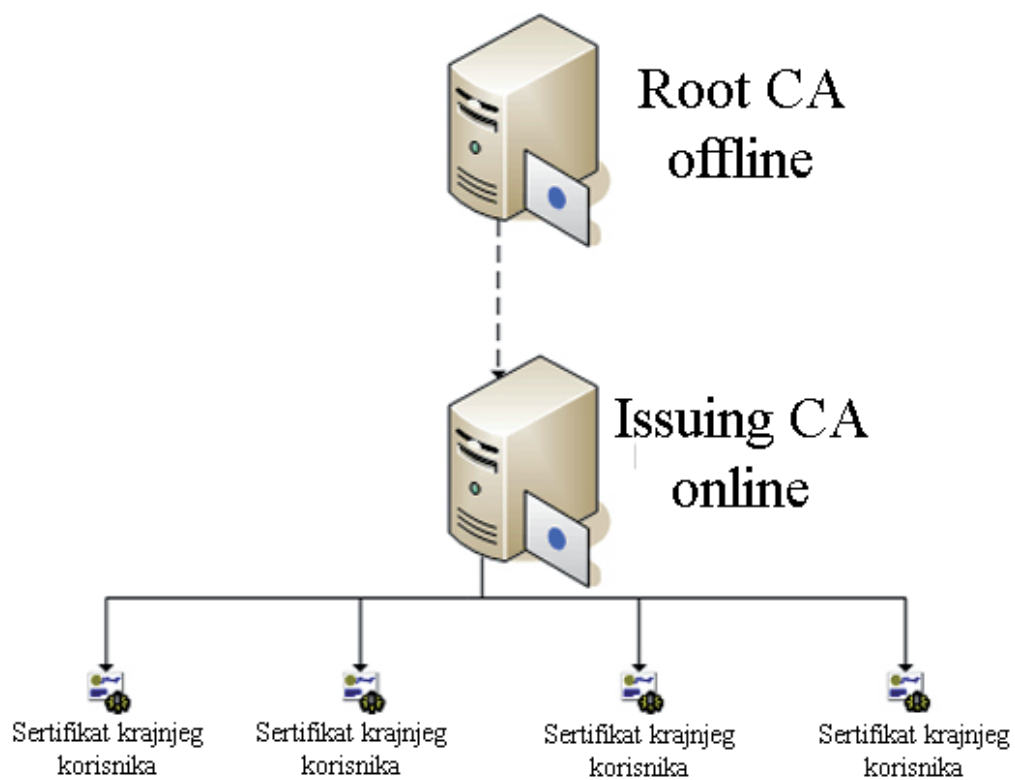 Root CA
offline
Issuing CA
online
Sertifikat krajnjeg
korisnika
Sertifikat krajnjeg
korisnika
Sertifikat krajnjeg
korisnika
Sertifikat krajnjeg
korisnika